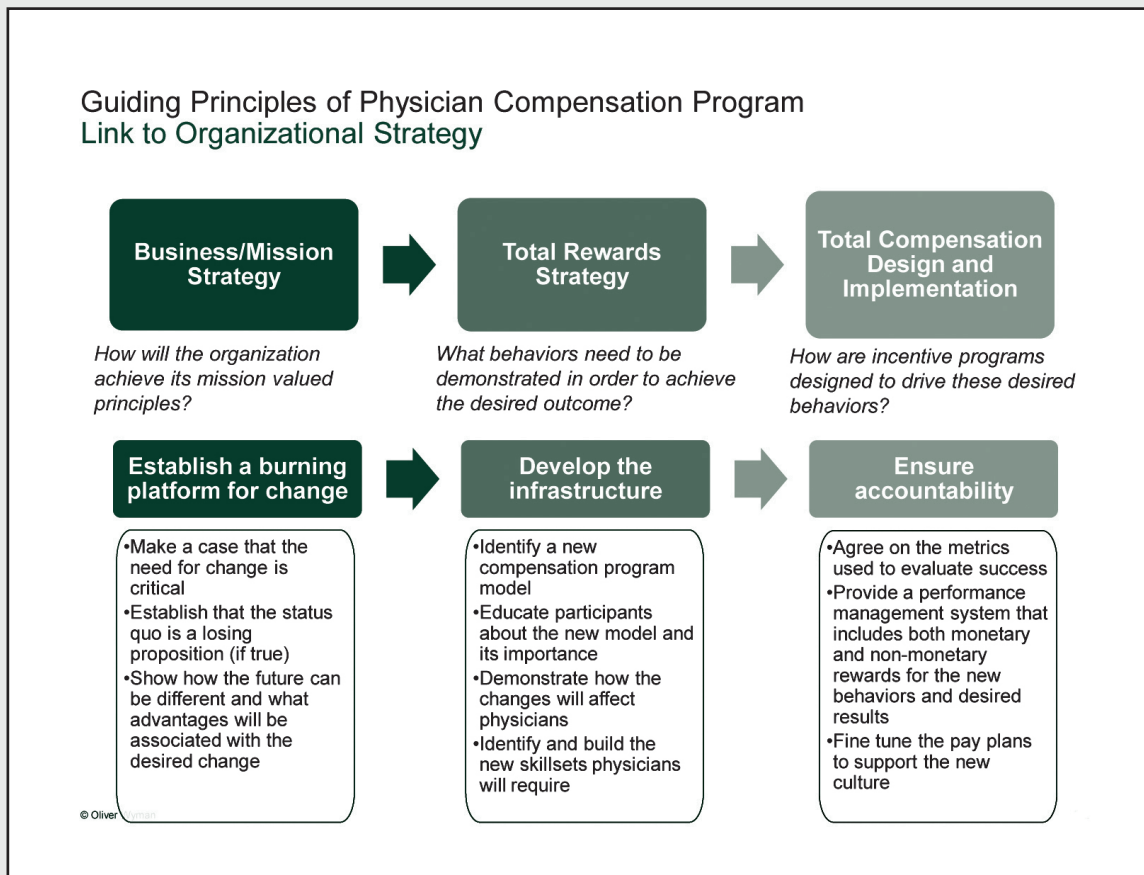 Guiding Principles of Physician Compensation Program
Link to Organizational Strategy
Business/Mission
Strategy
Total Rewards
Strategy
Total Compensation
Design and
Implementation
How will the organization
achieve its mission valued
principles?
What behaviors need to be
demonstrated in order to achieve
the desired outcome?
How are incentive programs
designed to drive these desired
behaviors?
Establish a burning
platform for change
Develop the
infrastructure
Ensure
accountability
•Make a case that the
need for change is
critical
•Establish that the status
quo is a losing
proposition (if true)
•Show how the future can
be different and what
advantages will be
associated with the
desired change
•Identify a new
compensation program
model
•Educate participants
about the new model and
its importance
•Demonstrate how the
changes will affect
physicians
•Identify and build the
new skillsets physicians
will require
•Agree on the metrics
used to evaluate success
•Provide a performance
management system that
includes both monetary
and non-monetary
rewards for the new
behaviors and desired
results
•Fine tune the pay plans
to support the new
culture
© Oliver Wyman